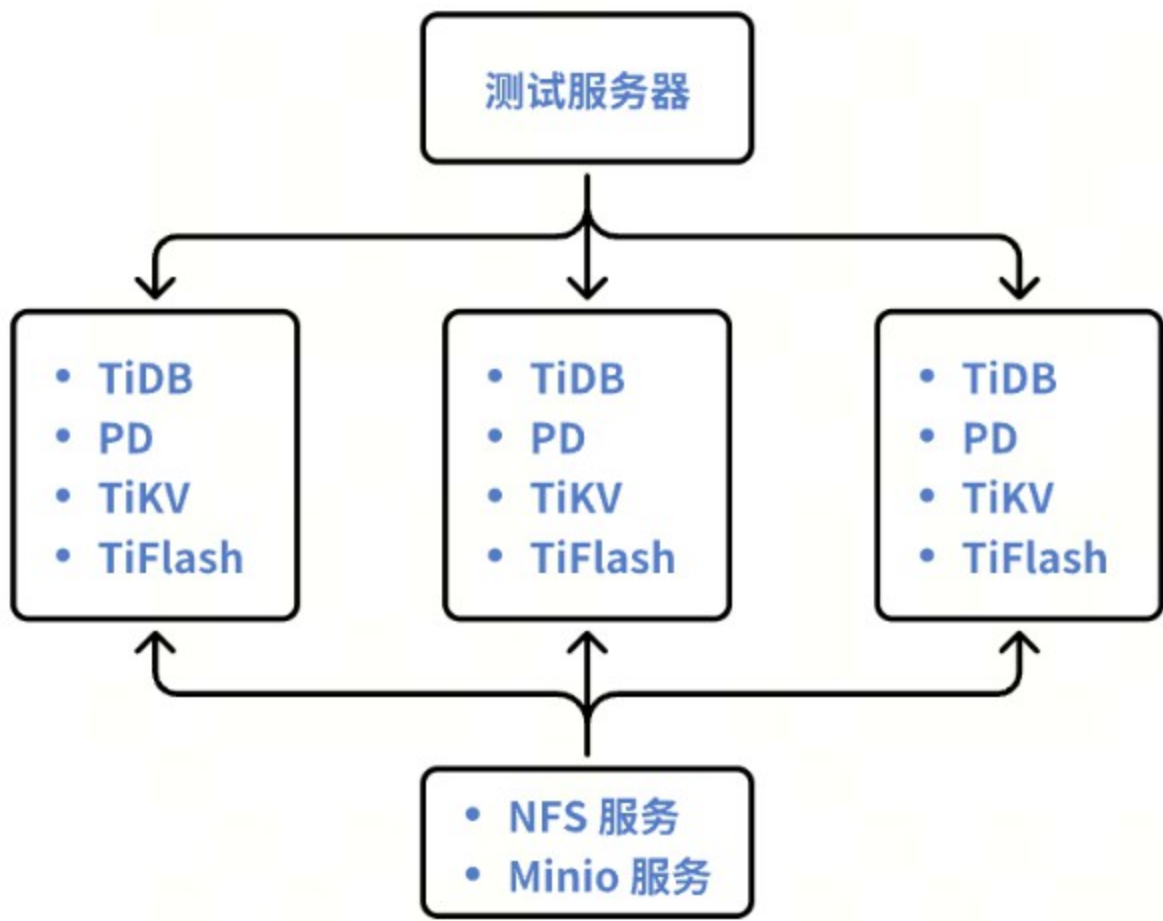 测试服务器
• TiDB
• PD
• TiKV
• TiFlash
• TiDB
• PD
• TiKV
• TiFlash
• TiDB
• PD
• TiKV
• TiFlash
• NFS 服务
• Minio 服务